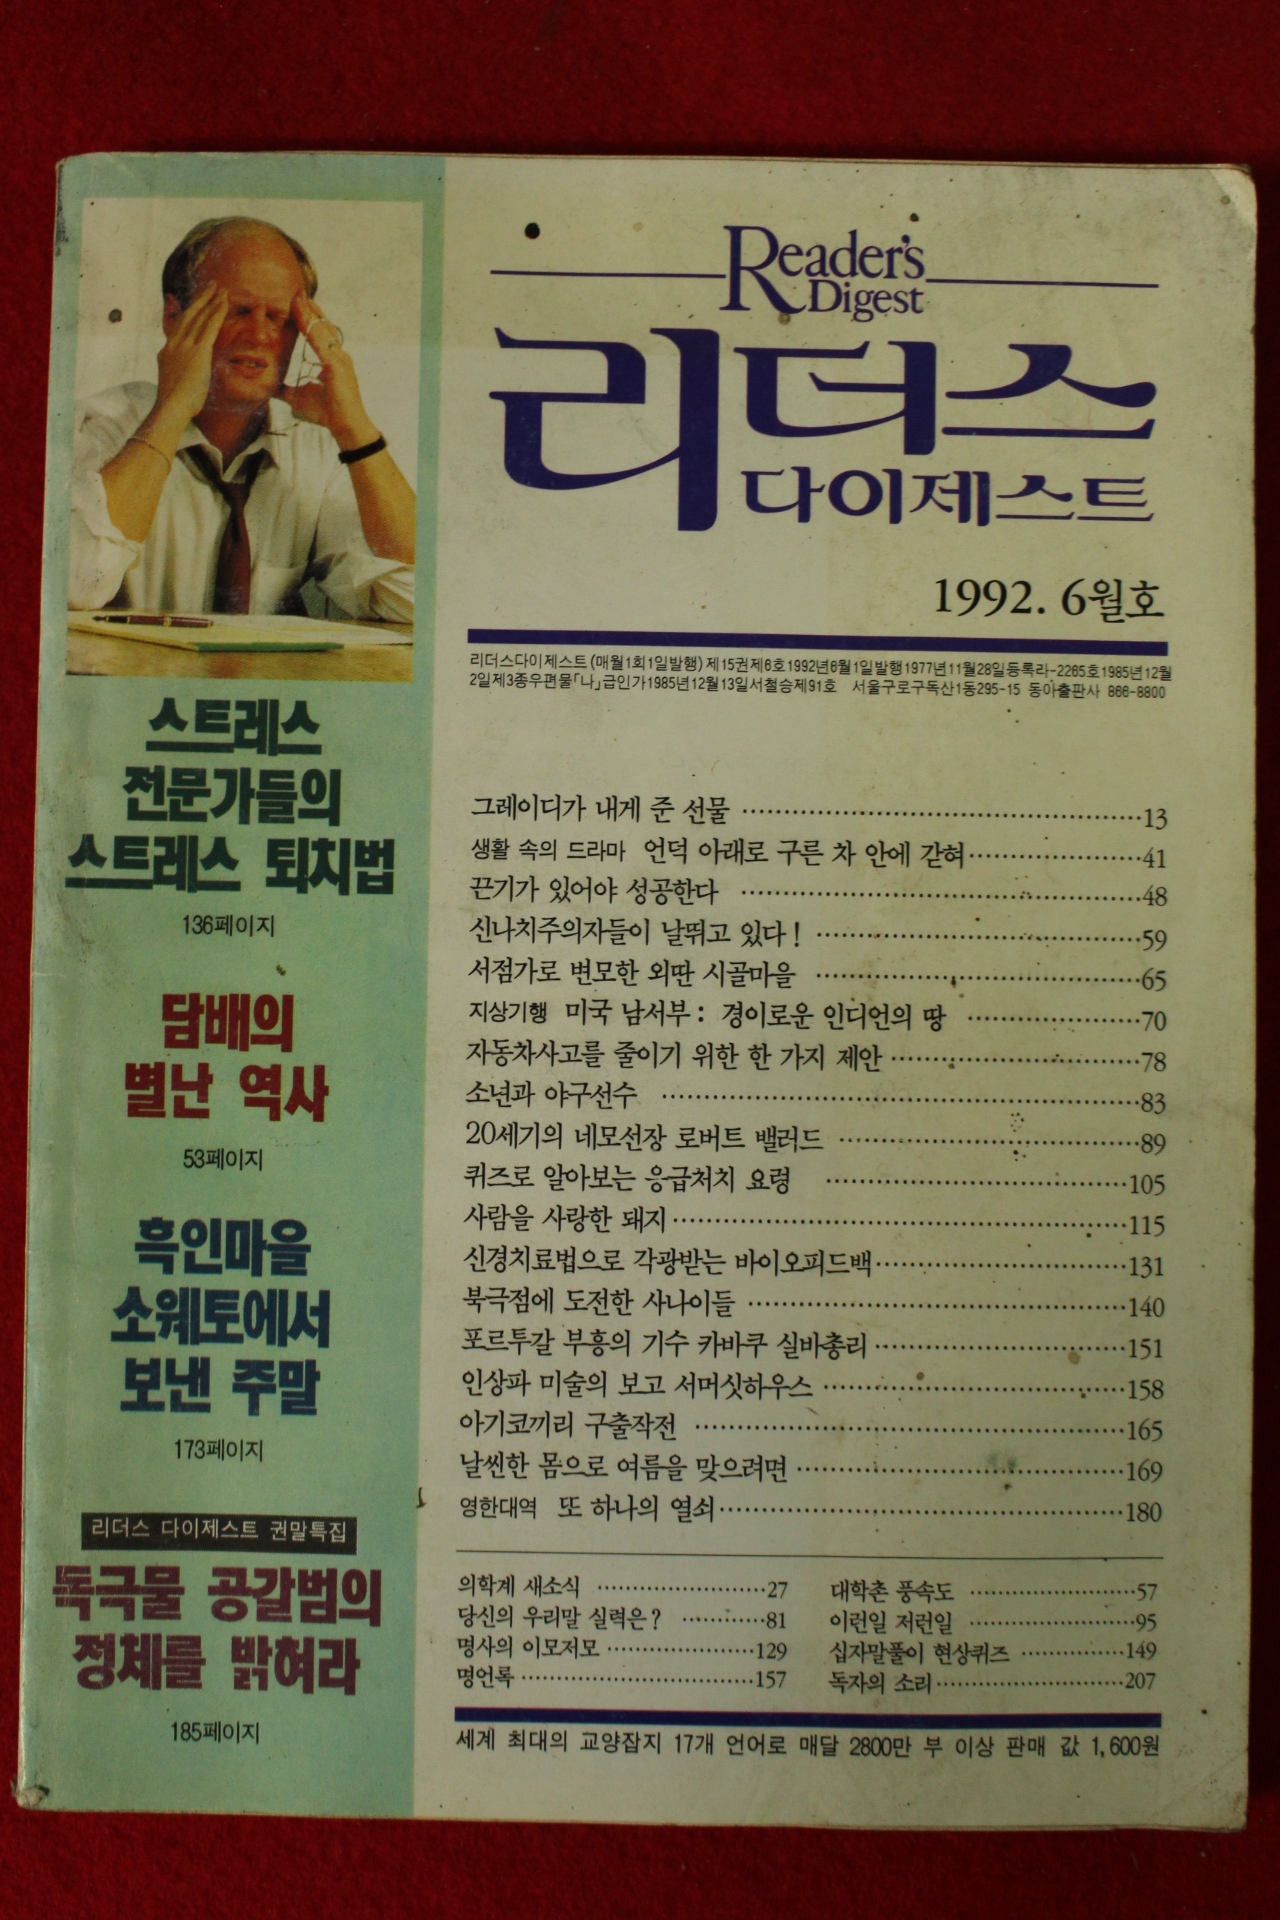 Reader's
Digest
리더스
다이제스트
1992. 6월호
리더스다이제스트(매월1회1일발행)제15권제6호1992년6월1일발행1977년11월28일등록라-2265호1985년12월
2일제3종우편물「나」급인가1985년12월13일서철승제91호 서울구로구독산1동295-15 동아출판사 866-8800
스트레스
전문가들의
스트레스 퇴치법
136페이지
담배의
별난 역사
53페이지
흑인마을
소웨토에서
보낸 주말
173페이지
리더스 다이제스트 권말특집
독극물 공갈범의
정체를 밝혀라
185페이지
그레이디가 내게 준 선물 ……………………………………13
생활 속의 드라마 언덕 아래로 구른 차 안에 갇혀…………………41
끈기가 있어야 성공한다 ……………………………………48
신나치주의자들이 날뛰고 있다! ……………………………59
서점가로 변모한 외딴 시골마을 ……………………………65
지상기행 미국 남서부: 경이로운 인디언의 땅 ………………70
자동차사고를 줄이기 위한 한 가지 제안………………………78
소년과 야구선수 ……………………………………………83
20세기의 네모선장 로버트 밸러드 …………………………89
퀴즈로 알아보는 응급처치 요령 ……………………………105
사람을 사랑한 돼지…………………………………………115
신경치료법으로 각광받는 바이오피드백………………………131
북극점에 도전한 사나이들 …………………………………140
포르투갈 부흥의 기수 카바쿠 실바총리………………………151
인상파 미술의 보고 서머싯하우스 …………………………158
아기코끼리 구출작전 ………………………………………165
날씬한 몸으로 여름을 맞으려면 ……………………………169
영한대역 또 하나의 열쇠……………………………………180
의학계 새소식 ………………27
당신의 우리말 실력은? …………81
명사의 이모저모 ……………129
명언록……………………157
대학촌 풍속도 ………………57
이런일 저런일 ………………95
십자말풀이 현상퀴즈 …………149
독자의 소리…………………207
세계 최대의 교양잡지 17개 언어로 매달 2800만 부 이상 판매 값 1,600원